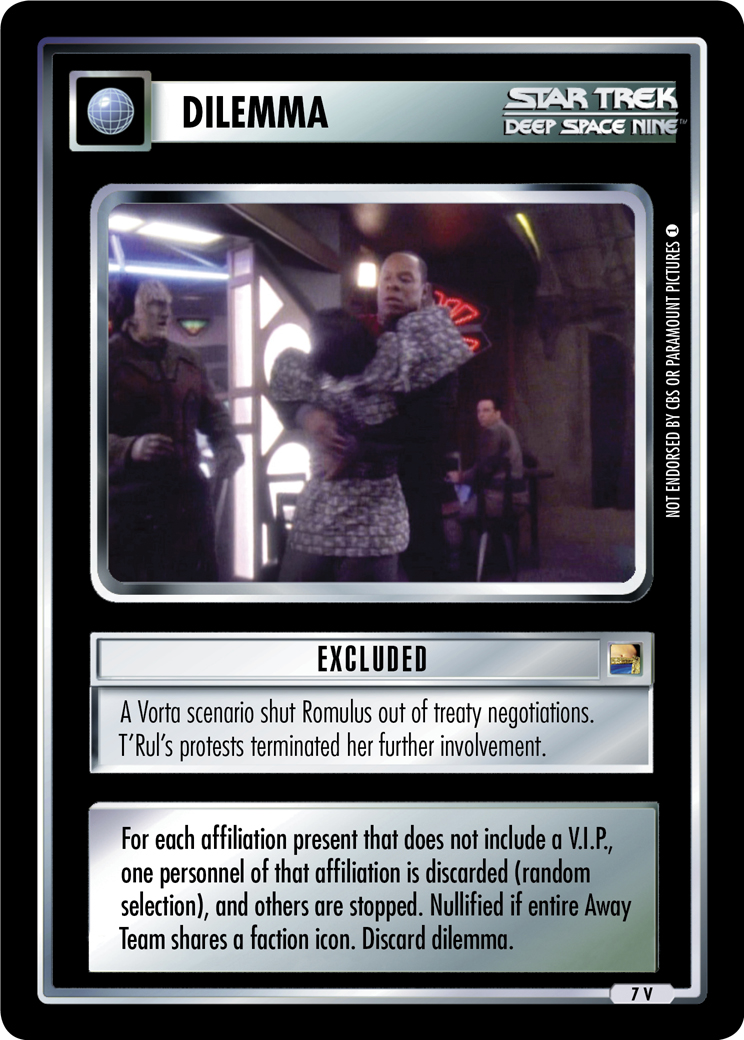 DILEMMA
STAR TREK
DEEP SPACE NINE™
NOT ENDORSED BY CBS OR PARAMOUNT PICTURES 1
EXCLUDED
A Vorta scenario shut Romulus out of treaty negotiations.
T'Rul's protests terminated her further involvement.
For each affiliation present that does not include a V.I.P.,
one personnel of that affiliation is discarded (random
selection), and others are stopped. Nullified if entire Away
Team shares a faction icon. Discard dilemma.
7 V